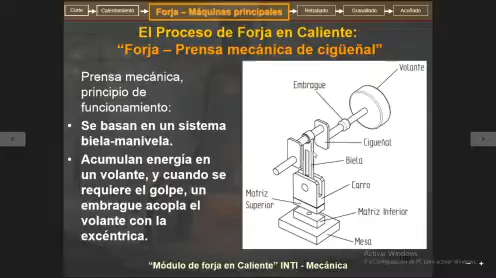 Corte
Calentamiento
Forja – Máquinas principales
Rebabado
Granallado
Acuñado
El Proceso de Forja en Caliente:
“Forja – Prensa mecánica de cigüeñal”
Prensa mecánica,
principio de
funcionamiento:
• Se basan en un sistema
biela-manivela.
• Acumulan energía en
un volante, y cuando se
requiere el golpe, un
embrague acopla el
volante con la
excéntrica.
Volante
Embrague
Cigueñal
Biela
Carro
Matriz
Superior
Matriz Inferior
Mesa
Activar Windows
“Módulo de forja en Caliente” INTI - Mecánica